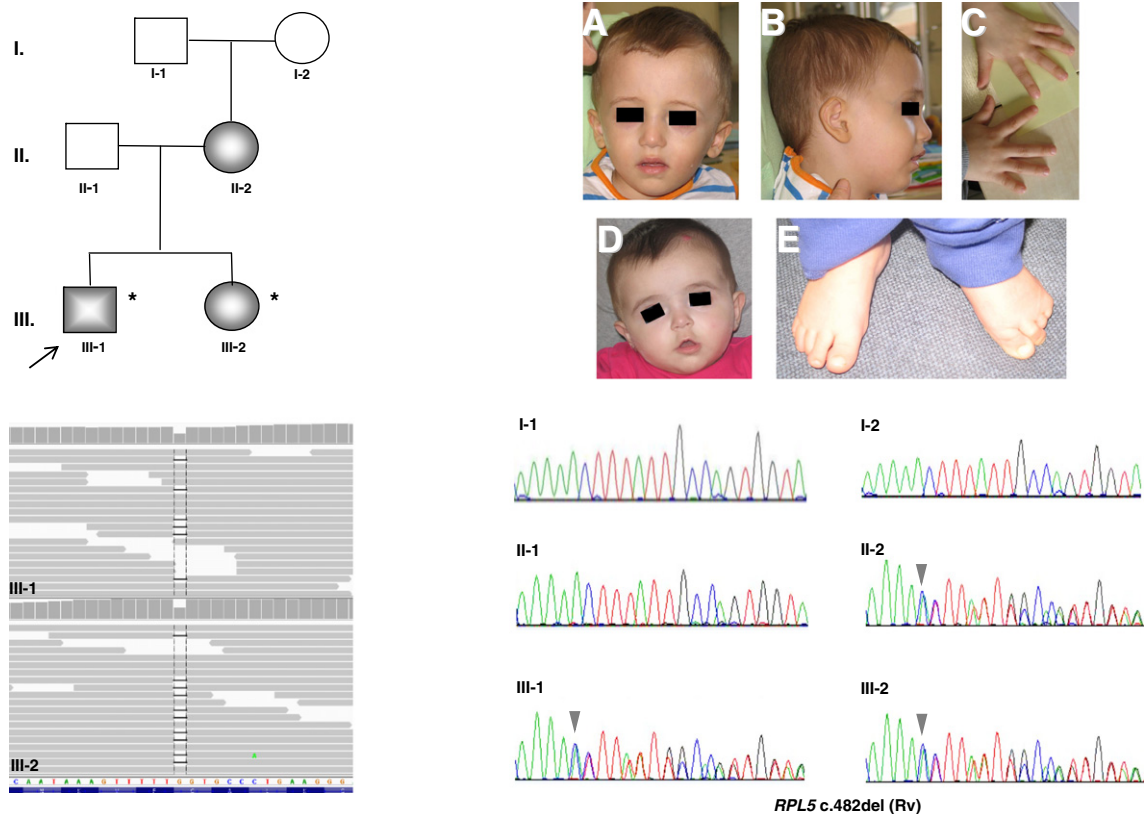 I.
I-1
I-2
II.
II-1
II-2
III.
*
*
III-1
III-2
A
B
C
D
E
III-1
III-2
C A A T A A A G T T T T T G G T G C C C T G A A G G G
I-1
I-2
II-1
II-2
III-1
III-2
RPL5 c.482del (Rv)